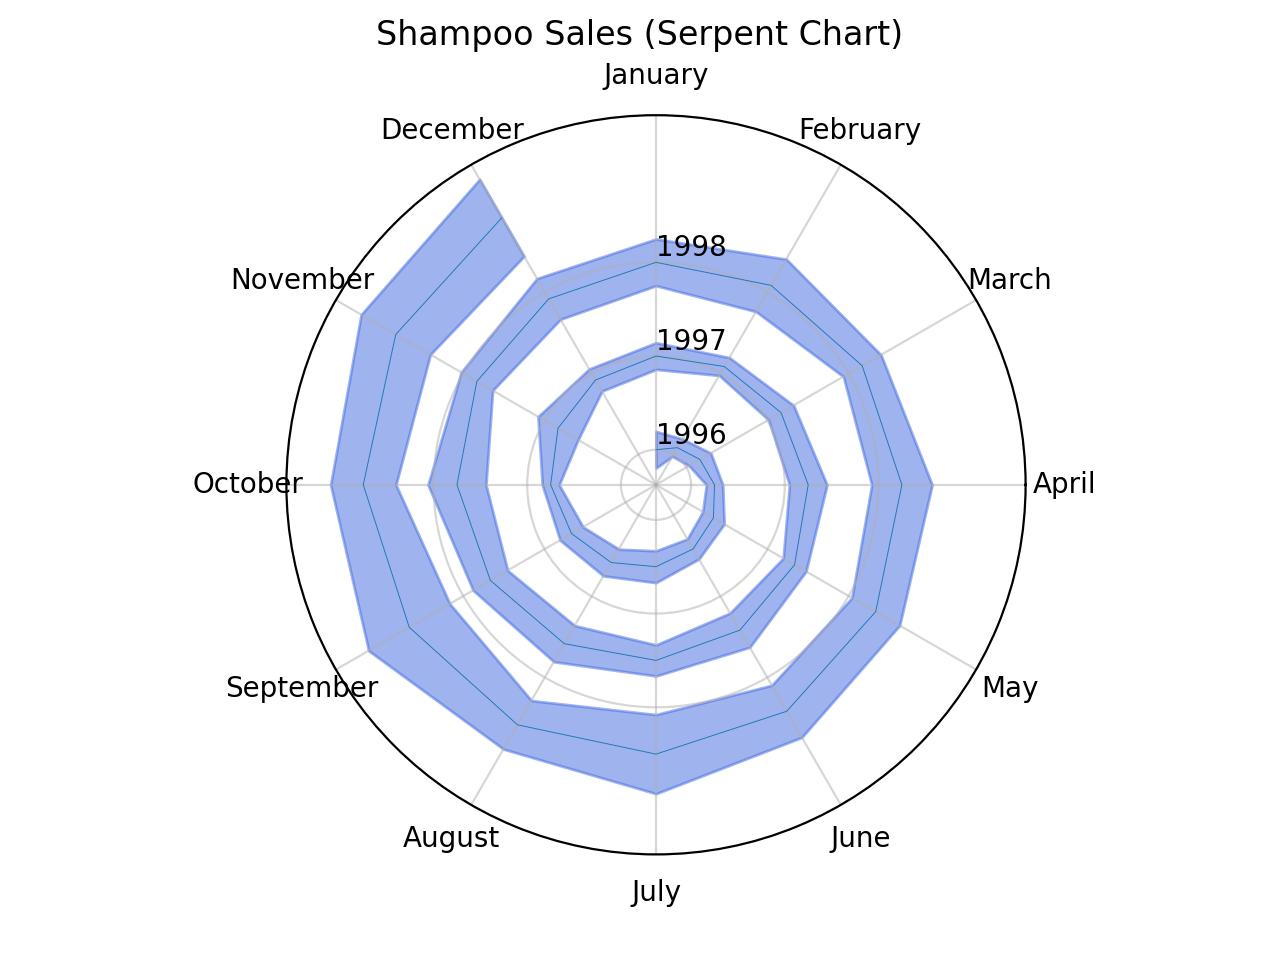 Shampoo Sales (Serpent Chart)
January
December
February
1998
November
March
1997
1996
October
April
September
May
August
June
July